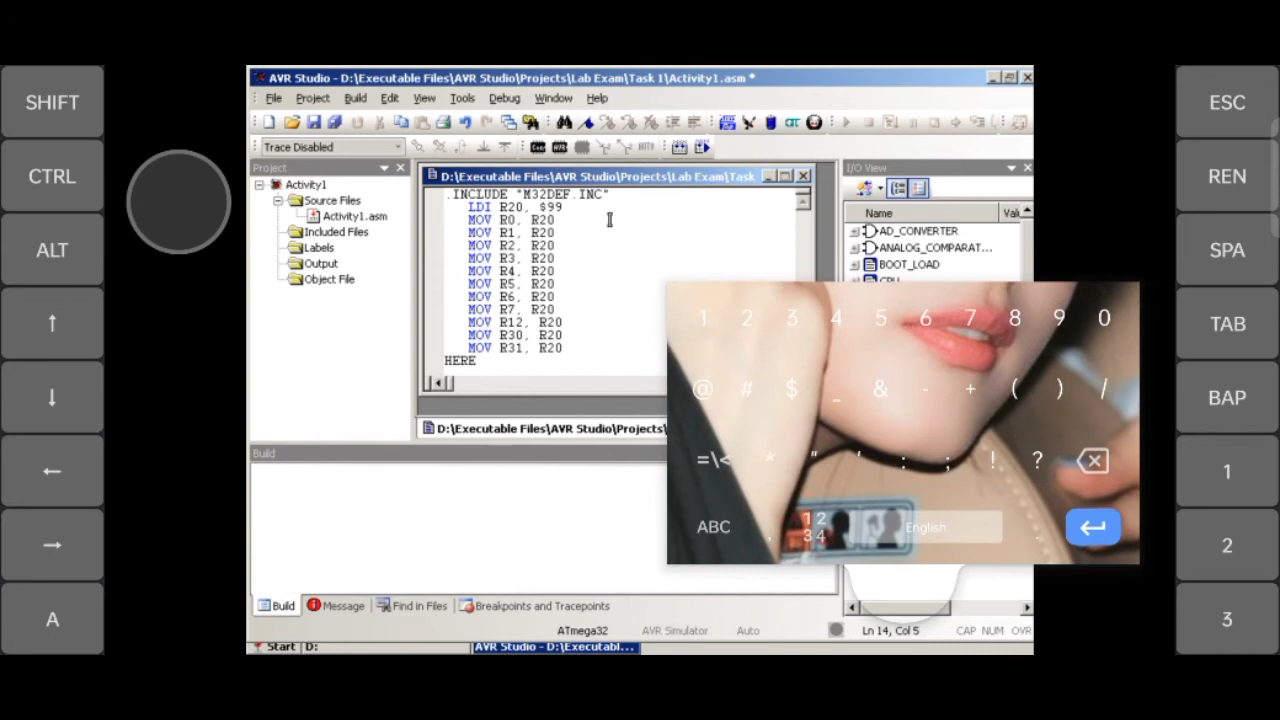 SHIFT
CTRL
ALT
↑
↓
←
→
A
AVR Studio - D:\Executable Files\AVR Studio\Projects\Lab Exam\Task 1\Activity1.asm *
File Project Build Edit View Tools Debug Window Help
Trace Disabled
Project
Activity1
Source Files
Activity1.asm
Included Files
Labels
Output
Object File
D:\Executable Files\AVR Studio\Projects\Lab Exam\Task
.INCLUDE "M32DEF.INC"
LDI R20, $99
MOV R0, R20
MOV R1, R20
MOV R2, R20
MOV R3, R20
MOV R4, R20
MOV R5, R20
MOV R6, R20
MOV R7, R20
MOV R12, R20
MOV R30, R20
MOV R31, R20
HERE
D:\Executable Files\AVR Studio\Projects\
I/O View
Name
AD_CONVERTER
ANALOG_COMPARAT...
BOOT_LOAD
1 2 3 4 5 6 7 8 9 0
@ # $ _ & - + ( ) /
=\< * " ' : ; ! ?
ABC , 12 34 English .
Build
Build Message Find in Files Breakpoints and Tracepoints
ATmega32 AVR Simulator Auto Ln 14, Col 5 CAP NUM OVR
Start D: AVR Studio - D:\Executabl...
ESC
REN
SPA
TAB
BAP
1
2
3